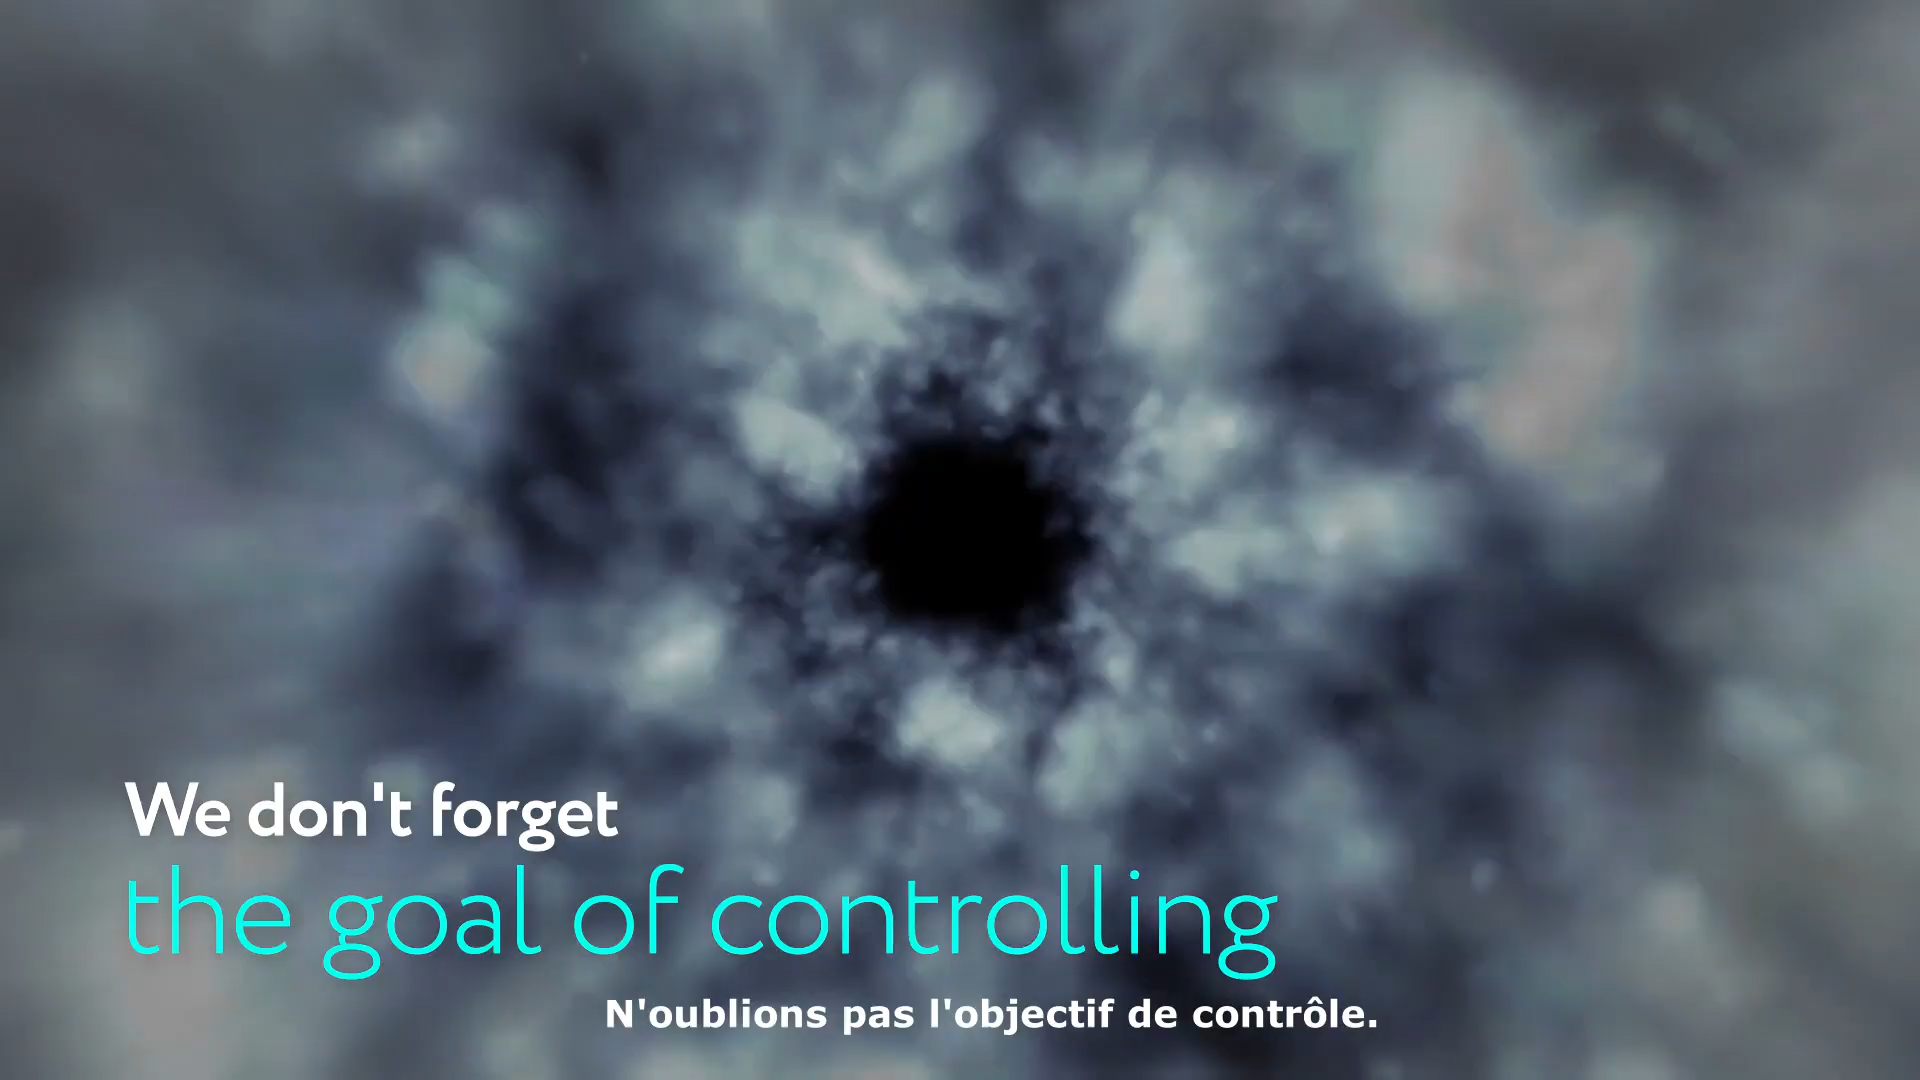 We don't forget
the goal of controlling
N'oublions pas l'objectif de contrôle.